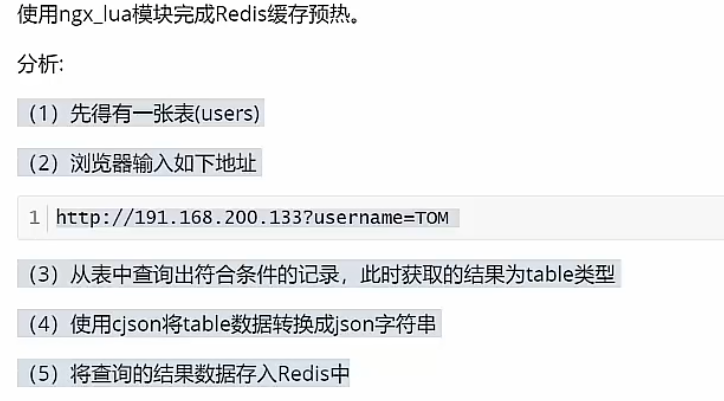 使用ngx_lua模块完成Redis缓存预热。
分析:
（1）先得有一张表(users)
（2）浏览器输入如下地址
1 http://191.168.200.133?username=TOM
（3）从表中查询出符合条件的记录，此时获取的结果为table类型
（4）使用cjson将table数据转换成json字符串
（5）将查询的结果数据存入Redis中